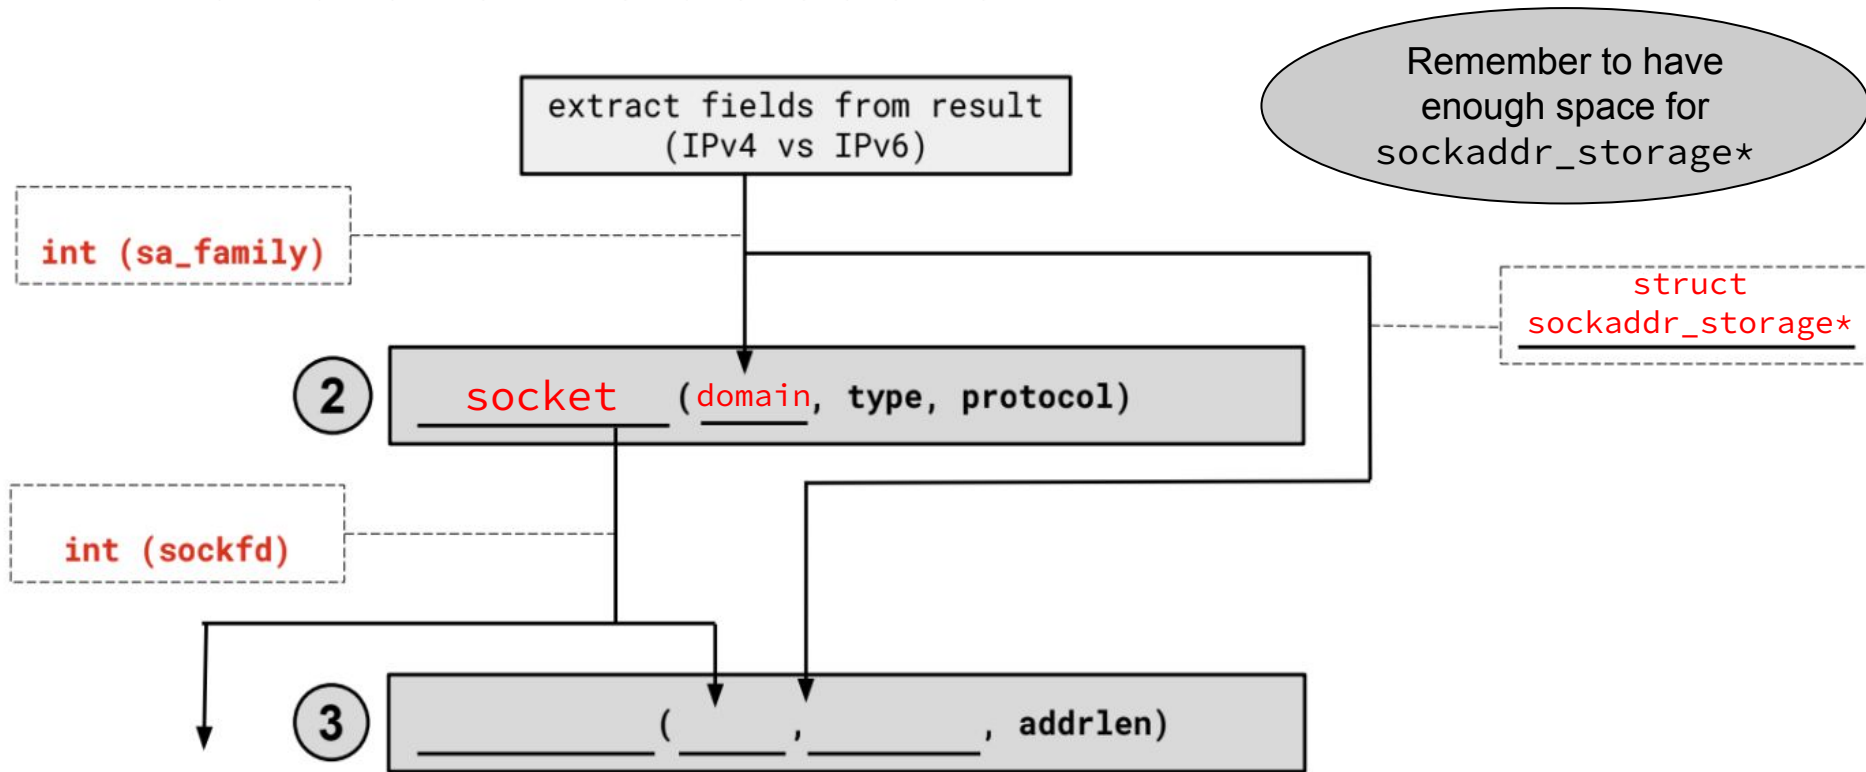 Remember to have
enough space for
sockaddr_storage*
extract fields from result
(IPv4 vs IPv6)
int (sa_family)
struct
sockaddr_storage*
2
socket (domain, type, protocol)
int (sockfd)
3
( , , addrlen)